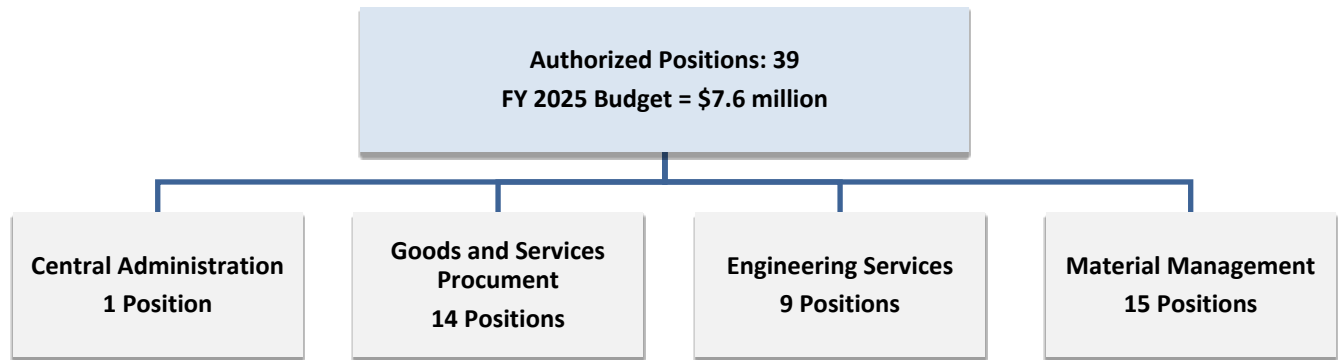 Authorized Positions: 39
FY 2025 Budget = $7.6 million
Central Administration
1 Position
Goods and Services
Procument
14 Positions
Engineering Services
9 Positions
Material Management
15 Positions